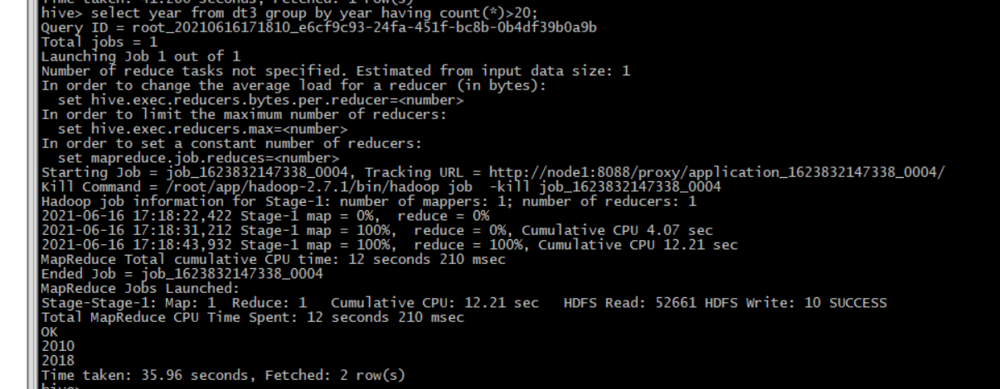 Time taken: 41.280 seconds, Fetched: 1 row(s)
hive> select year from dt3 group by year having count(*)>20;
Query ID = root_20210616171810_e6cf9c93-24fa-451f-bc8b-0b4df39b0a9b
Total jobs = 1
Launching Job 1 out of 1
Number of reduce tasks not specified. Estimated from input data size: 1
In order to change the average load for a reducer (in bytes):
  set hive.exec.reducers.bytes.per.reducer=<number>
In order to limit the maximum number of reducers:
  set hive.exec.reducers.max=<number>
In order to set a constant number of reducers:
  set mapreduce.job.reduces=<number>
Starting Job = job_1623832147338_0004, Tracking URL = http://node1:8088/proxy/application_1623832147338_0004/
Kill Command = /root/app/hadoop-2.7.1/bin/hadoop job  -kill job_1623832147338_0004
Hadoop job information for Stage-1: number of mappers: 1; number of reducers: 1
2021-06-16 17:18:22,422 Stage-1 map = 0%,  reduce = 0%
2021-06-16 17:18:31,212 Stage-1 map = 100%,  reduce = 0%, Cumulative CPU 4.07 sec
2021-06-16 17:18:43,932 Stage-1 map = 100%,  reduce = 100%, Cumulative CPU 12.21 sec
MapReduce Total cumulative CPU time: 12 seconds 210 msec
Ended Job = job_1623832147338_0004
MapReduce Jobs Launched:
Stage-Stage-1: Map: 1  Reduce: 1   Cumulative CPU: 12.21 sec   HDFS Read: 52661 HDFS Write: 10 SUCCESS
Total MapReduce CPU Time Spent: 12 seconds 210 msec
OK
2010
2018
Time taken: 35.96 seconds, Fetched: 2 row(s)
hive>